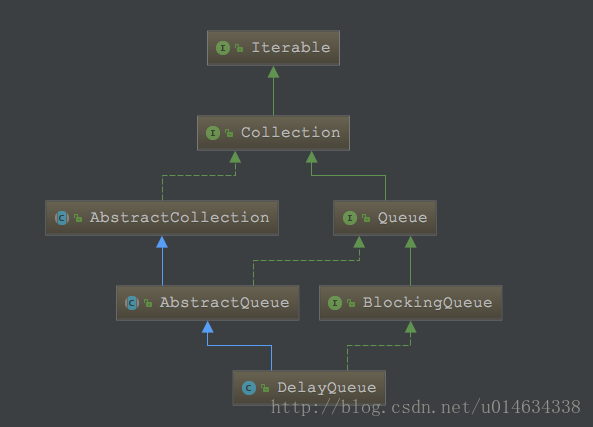 Iterable
Collection
AbstractCollection
Queue
AbstractQueue
BlockingQueue
DelayQueue
http://blog.csdn.net/u014634338